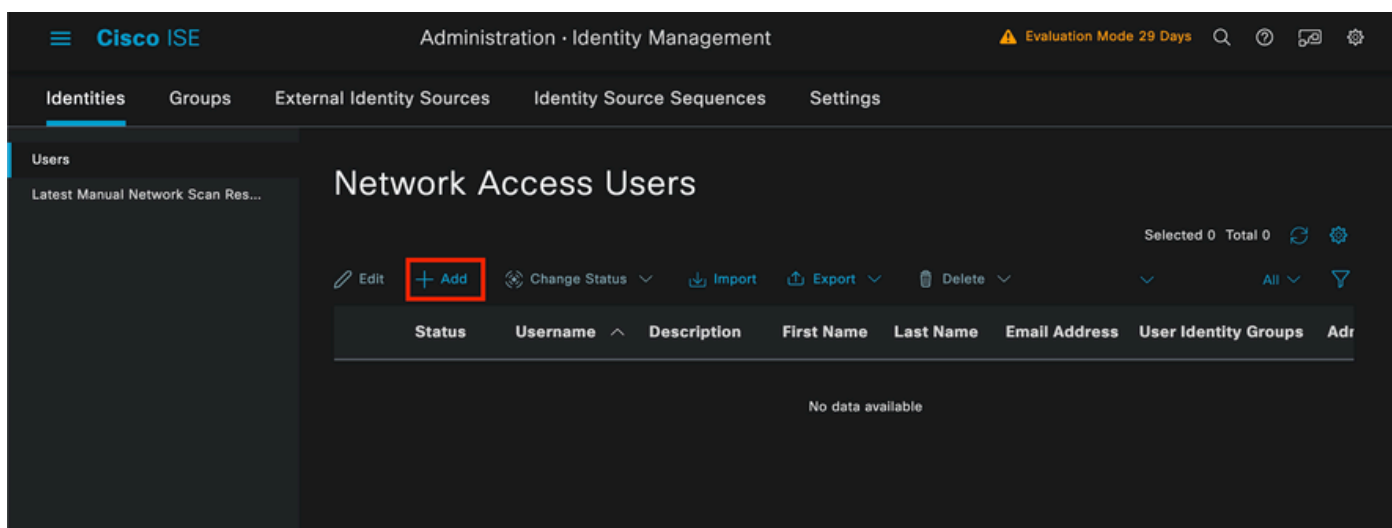 Cisco ISE
Administration · Identity Management
Evaluation Mode 29 Days
Identities Groups External Identity Sources Identity Source Sequences Settings
Users
Latest Manual Network Scan Res...
Network Access Users
Selected 0 Total 0
Edit Add Change Status Import Export Delete All
Status Username Description First Name Last Name Email Address User Identity Groups Adr
No data available